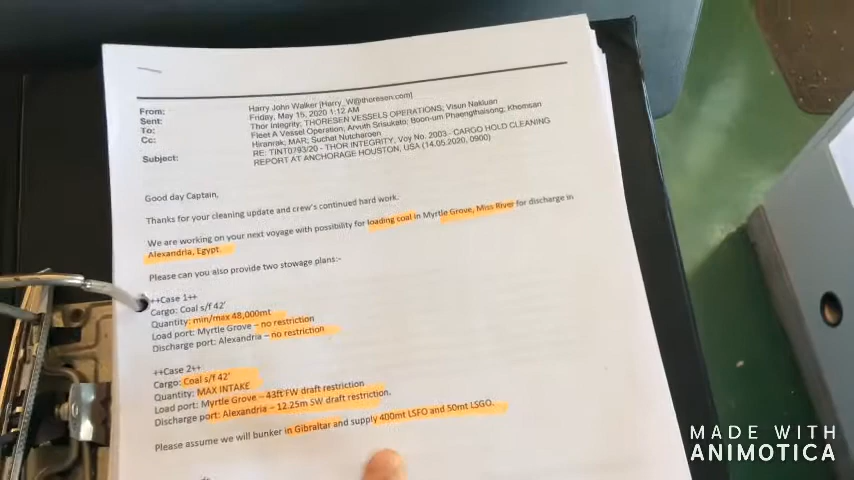 From: Harry John Walker [Harry_W@thoresen.com]
Sent: Friday, May 15, 2020 1:12 AM
To: Thor Integrity; THORESEN VESSELS OPERATIONS; Visun Nakluan
Cc: Fleet A Vessel Operation; Arvuth Srisukato; Boon-um Phaengthaisong; Khomsan
Hiranrak; MAR; Suchat Nutcharoen
Subject: RE: TINT0793/20 - THOR INTEGRITY, Voy No. 2003 - CARGO HOLD CLEANING
REPORT AT ANCHORAGE HOUSTON, USA (14.05.2020, 0900)
Good day Captain,
Thanks for your cleaning update and crew's continued hard work.
We are working on your next voyage with possibility for loading coal in Myrtle Grove, Miss River for discharge in
Alexandria, Egypt.
Please can you also provide two stowage plans:-
++Case 1++
Cargo: Coal s/f 42'
Quantity: min/max 48,000mt
Load port: Myrtle Grove – no restriction
Discharge port: Alexandria – no restriction
++Case 2++
Cargo: Coal s/f 42'
Quantity: MAX INTAKE
Load port: Myrtle Grove – 43ft FW draft restriction
Discharge port: Alexandria – 12.25m SW draft restriction.
Please assume we will bunker in Gibraltar and supply 400mt LSFO and 50mt LSGO.
MADE WITH
ANIMOTICA